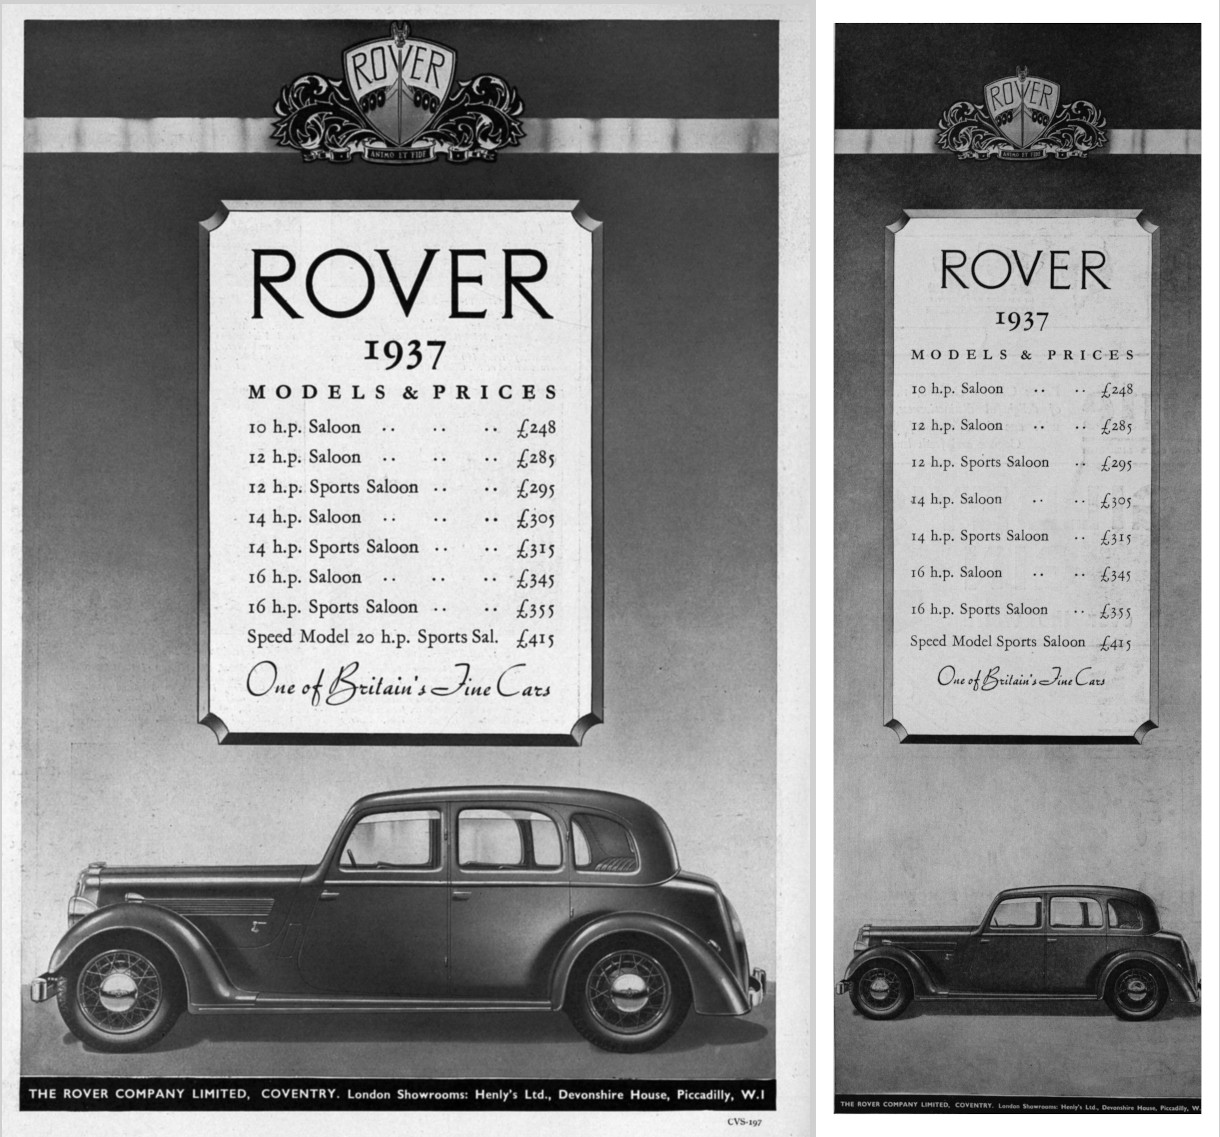 ROVER
ANIMO ET FIDE
ROVER
1937
MODELS & PRICES
10 h.p. Saloon .. .. .. £248
12 h.p. Saloon .. .. .. £285
12 h.p. Sports Saloon .. .. £295
14 h.p. Saloon .. .. .. £305
14 h.p. Sports Saloon .. .. £315
16 h.p. Saloon .. .. .. £345
16 h.p. Sports Saloon .. .. £355
Speed Model 20 h.p. Sports Sal. £415
One of Britain's Fine Cars
THE ROVER COMPANY LIMITED, COVENTRY. London Showrooms: Henly's Ltd., Devonshire House, Piccadilly, W.1
CVS-197
ROVER
ANIMO ET FIDE
ROVER
1937
MODELS & PRICES
10 h.p. Saloon .. .. £248
12 h.p. Saloon .. .. £285
12 h.p. Sports Saloon .. £295
14 h.p. Saloon .. .. £305
14 h.p. Sports Saloon .. £315
16 h.p. Saloon .. .. £345
16 h.p. Sports Saloon .. £355
Speed Model Sports Saloon £415
One of Britain's Fine Cars
THE ROVER COMPANY LIMITED, COVENTRY. London Showrooms: Henly's Ltd., Devonshire House, Piccadilly, W.